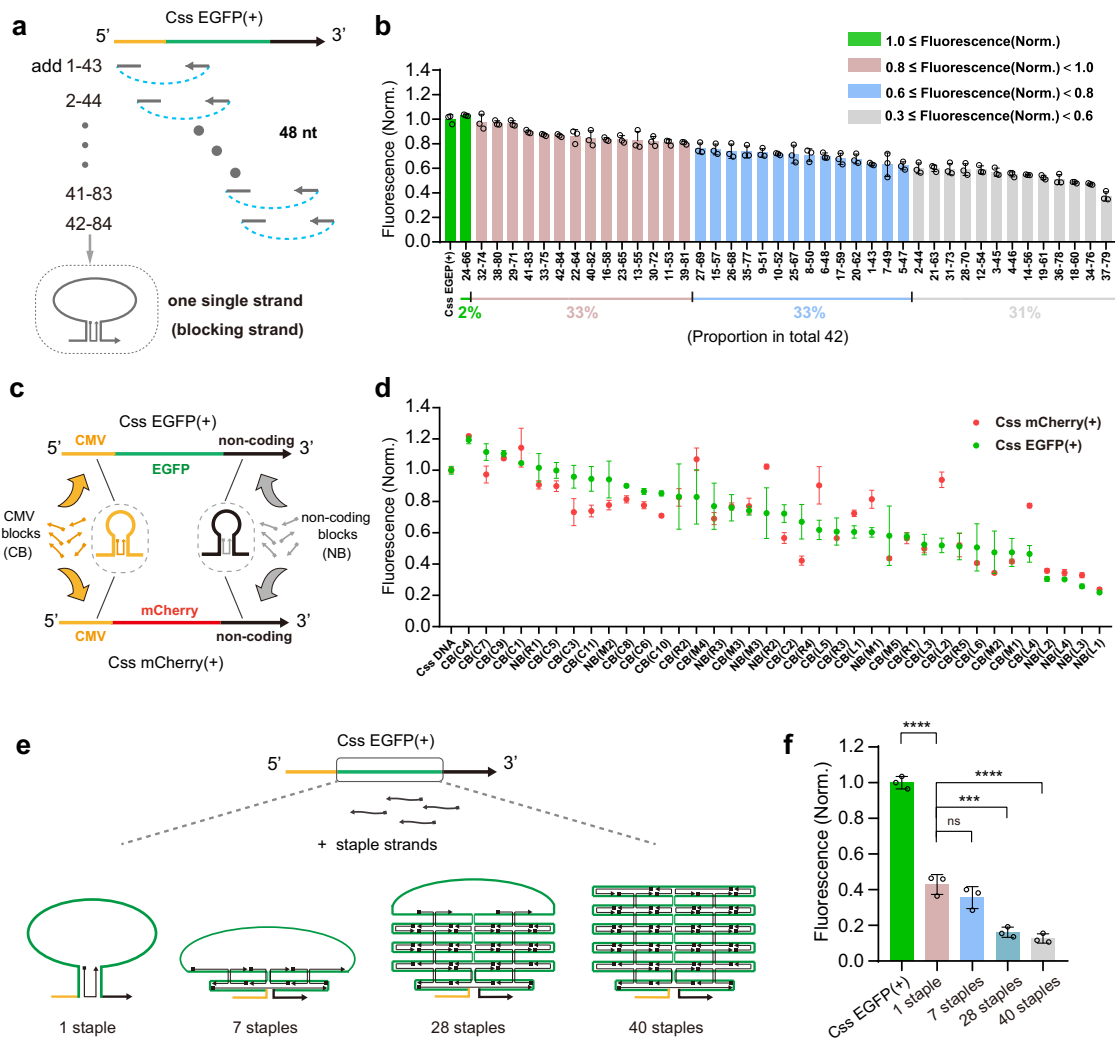 a
Css EGFP(+)
5’
3’
add 1-43
2-44
48 nt
41-83
42-84
one single strand
(blocking strand)
b
1.0 ≤ Fluorescence(Norm.)
0.8 ≤ Fluorescence(Norm.) < 1.0
0.6 ≤ Fluorescence(Norm.) <0.8
0.3 ≤ Fluorescence(Norm.) < 0.6
Fluorescence (Norm.)
1.4
1.2
1.0
0.8
0.6
0.4
0.2
0.0
Css EGEP(+)
24-66
32-74
38-80
29-71
41-83
33-75
42-84
22-64
40-82
16-58
23-65
13-55
30-72
11-53
39-81
27-69
15-57
26-68
35-77
9-51
10-52
25-67
8-50
6-48
17-59
20-62
1-43
7-49
5-47
2-44
21-63
31-73
28-70
12-54
3-45
4-46
14-56
19-61
36-78
18-60
34-76
37-79
2%
33%
33%
31%
(Proportion in total 42)
c
Css EGFP(+)
5’
CMV
non-coding
3’
EGFP
CMV
blocks
(CB)
non-coding
blocks
(NB)
5’
mCherry
3’
CMV
non-coding
Css mCherry(+)
d
Css mCherry(+)
Css EGFP(+)
Fluorescence (Norm.)
1.4
1.2
1.0
0.8
0.6
0.4
0.2
0.0
Css DNA
CB(C4)
CB(C7)
CB(C9)
CB(C1)
NB(R1)
CB(C5)
CB(C3)
CB(C11)
NB(M2)
CB(C8)
CB(C6)
CB(C10)
CB(R2)
CB(M4)
NB(R3)
CB(M3)
NB(M3)
NB(R2)
CB(C2)
CB(R4)
CB(L5)
CB(R3)
CB(L1)
NB(M1)
CB(M5)
CB(R1)
CB(L3)
CB(L2)
CB(R5)
CB(L6)
CB(M2)
CB(M1)
CB(L4)
NB(L2)
NB(L4)
NB(L3)
NB(L-1)
e
Css EGFP(+)
5’
3’
+ staple strands
1 staple
7 staples
28 staples
40 staples
f
Fluorescence (Norm.)
1.2
1.0
0.8
0.6
0.4
0.2
0.0
****
****
***
ns
Css EGFP(+)
1 staple
7 staples
28 staples
40 staples